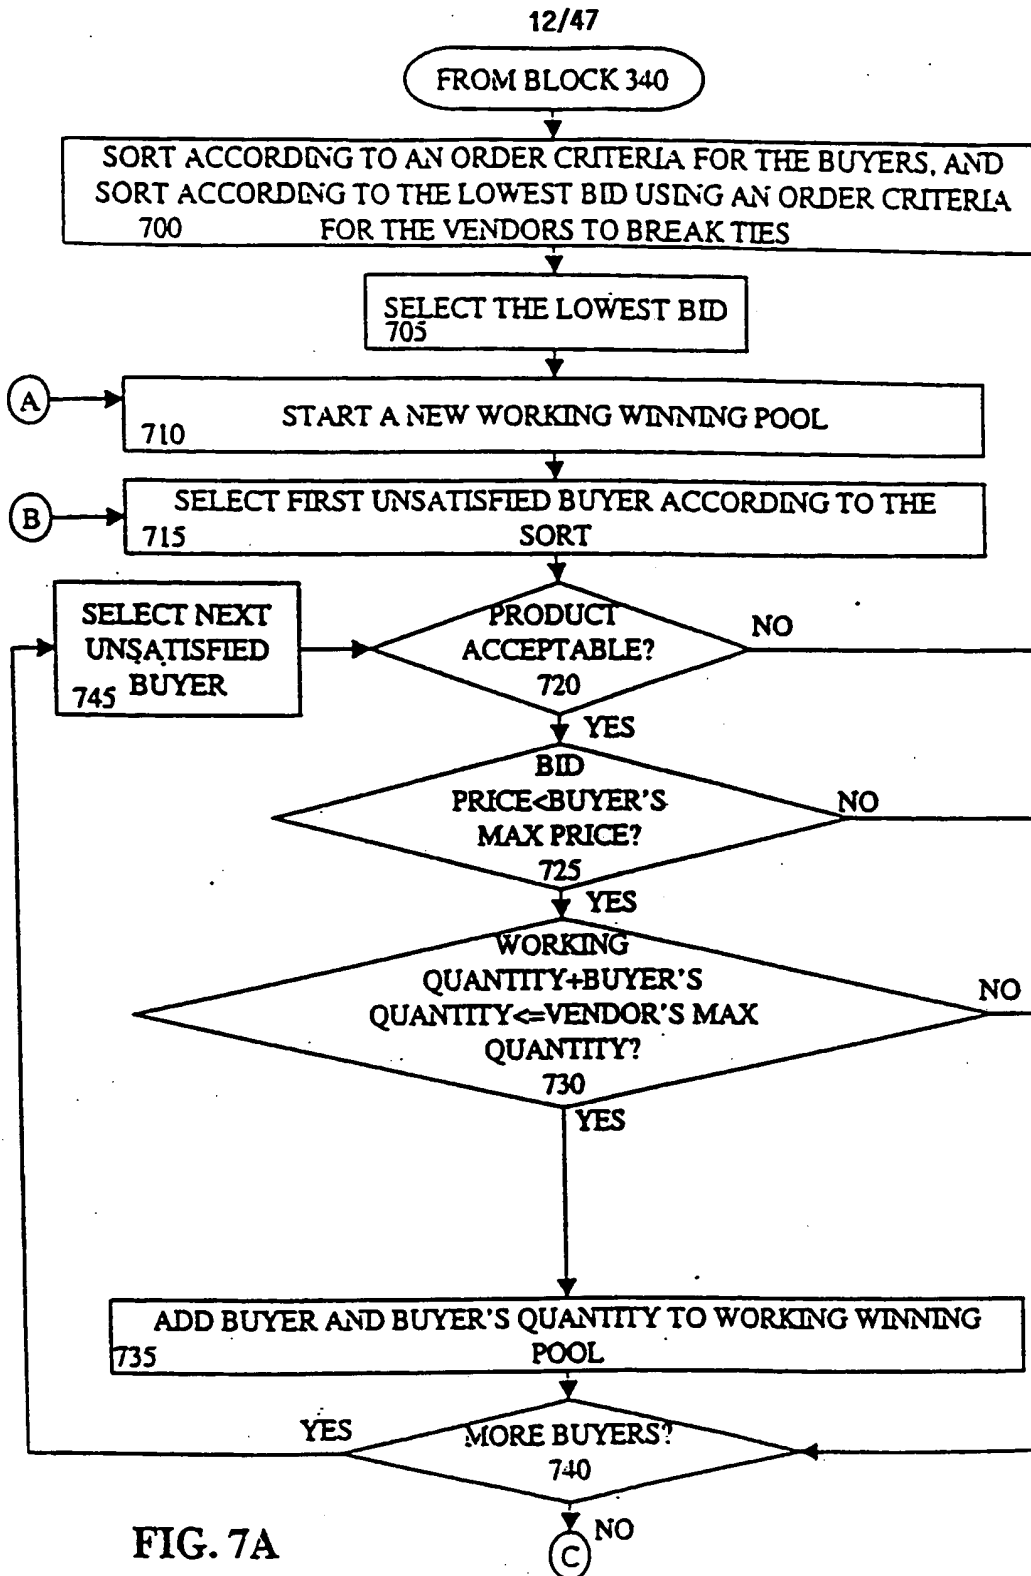 12/47
FROM BLOCK 340
SORT ACCORDING TO AN ORDER CRITERIA FOR THE BUYERS, AND
SORT ACCORDING TO THE LOWEST BID USING AN ORDER CRITERIA
700 FOR THE VENDORS TO BREAK TIES
SELECT THE LOWEST BID
705
A
START A NEW WORKING WINNING POOL
710
B
SELECT FIRST UNSATISFIED BUYER ACCORDING TO THE
715 SORT
SELECT NEXT
UNSATISFIED
745 BUYER
PRODUCT
ACCEPTABLE?
720
NO
YES
BID
PRICE<BUYER'S
MAX PRICE?
725
NO
YES
WORKING
QUANTITY+BUYER'S
QUANTITY<=VENDOR'S MAX
QUANTITY?
730
NO
YES
ADD BUYER AND BUYER'S QUANTITY TO WORKING WINNING
735 POOL
YES
MORE BUYERS?
740
NO
C
FIG. 7A